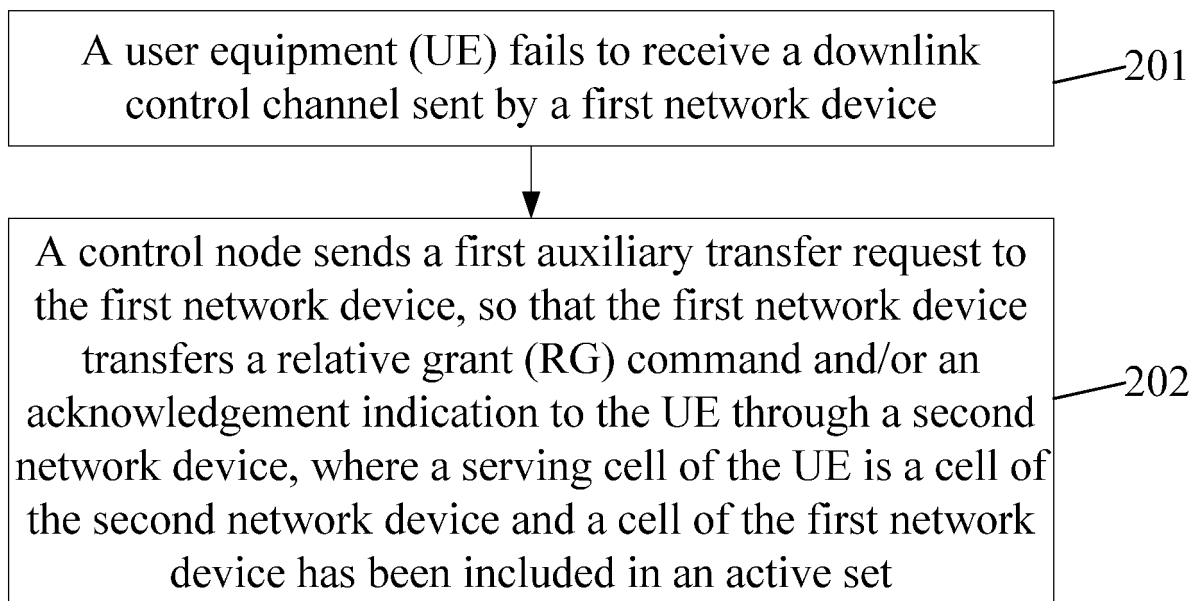 A user equipment (UE) fails to receive a downlink
control channel sent by a first network device
201
A control node sends a first auxiliary transfer request to
the first network device, so that the first network device
transfers a relative grant (RG) command and/or an
acknowledgement indication to the UE through a second
network device, where a serving cell of the UE is a cell of
the second network device and a cell of the first network
device has been included in an active set
202